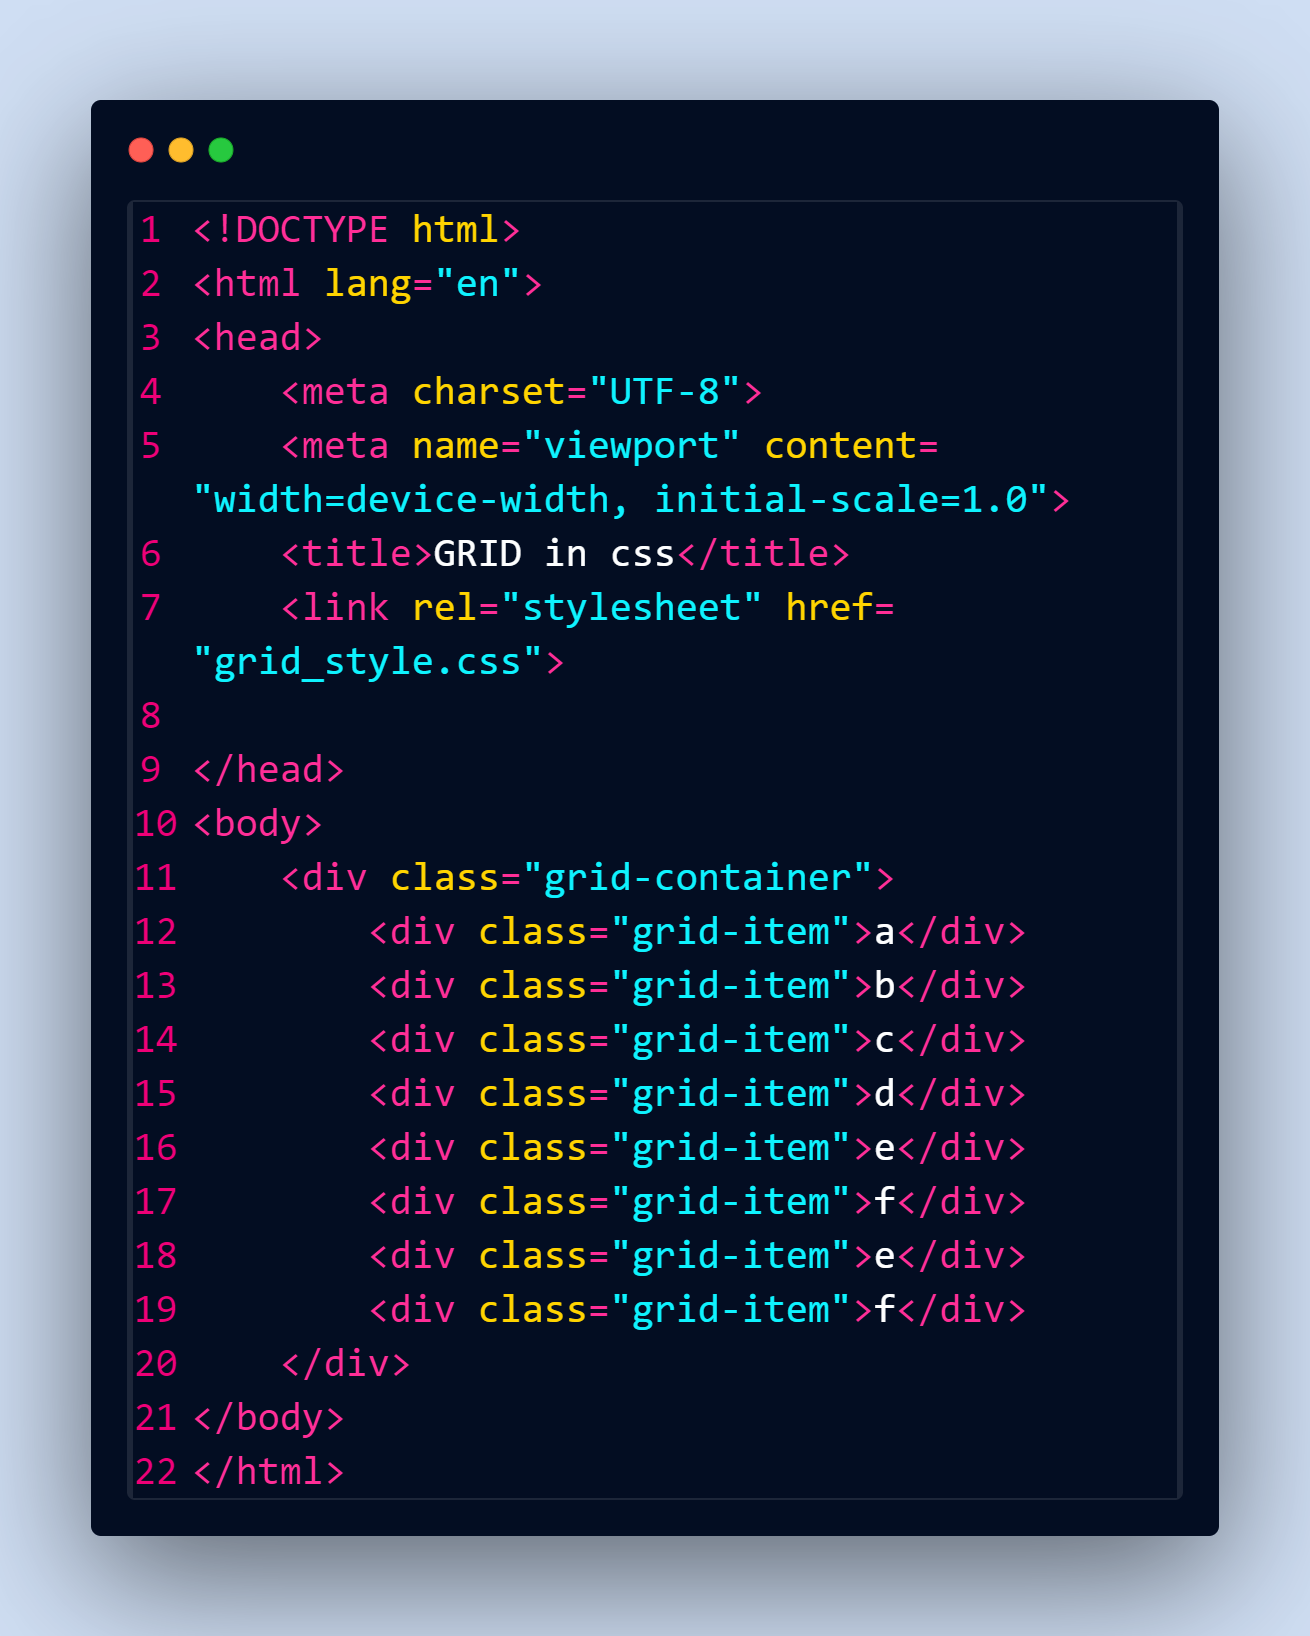 1 <!DOCTYPE html>
2 <html lang="en">
3 <head>
4     <meta charset="UTF-8">
5     <meta name="viewport" content=
"width=device-width, initial-scale=1.0">
6     <title>GRID in css</title>
7     <link rel="stylesheet" href=
"grid_style.css">
8
9 </head>
10 <body>
11     <div class="grid-container">
12         <div class="grid-item">a</div>
13         <div class="grid-item">b</div>
14         <div class="grid-item">c</div>
15         <div class="grid-item">d</div>
16         <div class="grid-item">e</div>
17         <div class="grid-item">f</div>
18         <div class="grid-item">e</div>
19         <div class="grid-item">f</div>
20     </div>
21 </body>
22 </html>